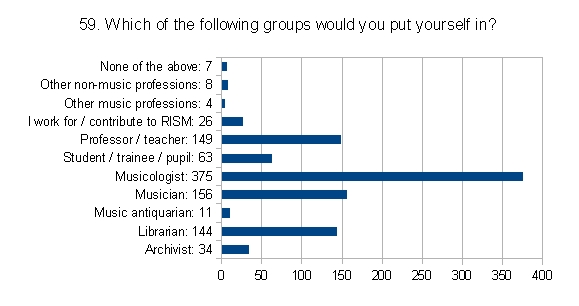 59. Which of the following groups would you put yourself in?
None of the above: 7
Other non-music professions: 8
Other music professions: 4
I work for / contribute to RISM: 26
Professor / teacher: 149
Student / trainee / pupil: 63
Musicologist: 375
Musician: 156
Music antiquarian: 11
Librarian: 144
Archivist: 34
0 50 100 150 200 250 300 350 400